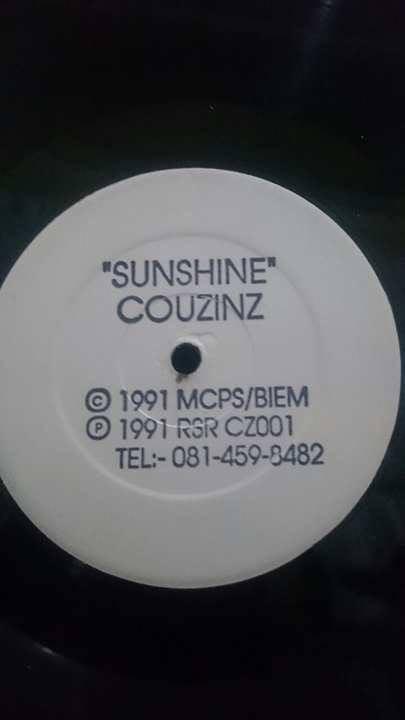 "SUNSHINE"
COUZINZ
© 1991 MCPS/BIEM
℗ 1991 RSR CZ001
TEL:- 081-459-8482